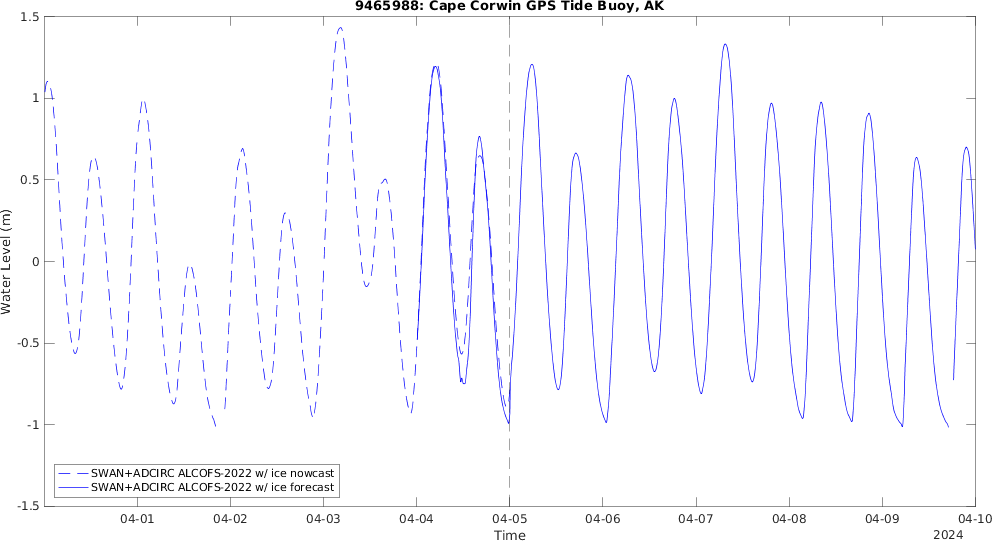 9465988: Cape Corwin GPS Tide Buoy, AK
Water Level (m)
1.5
1
0.5
0
-0.5
-1
-1.5
SWAN+ADCIRC ALCOFS-2022 w/ ice nowcast
SWAN+ADCIRC ALCOFS-2022 w/ ice forecast
04-01 04-02 04-03 04-04 04-05 04-06 04-07 04-08 04-09 04-10
Time
2024